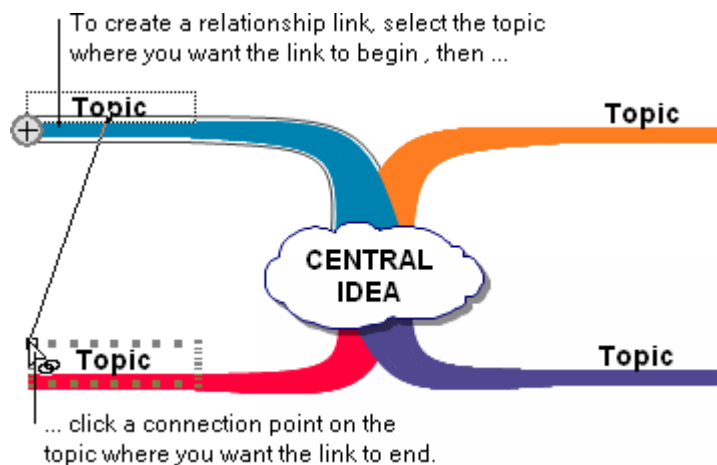 To create a relationship link, select the topic
where you want the link to begin , then ...
Topic
Topic
CENTRAL
IDEA
Topic
Topic
... click a connection point on the
topic where you want the link to end.